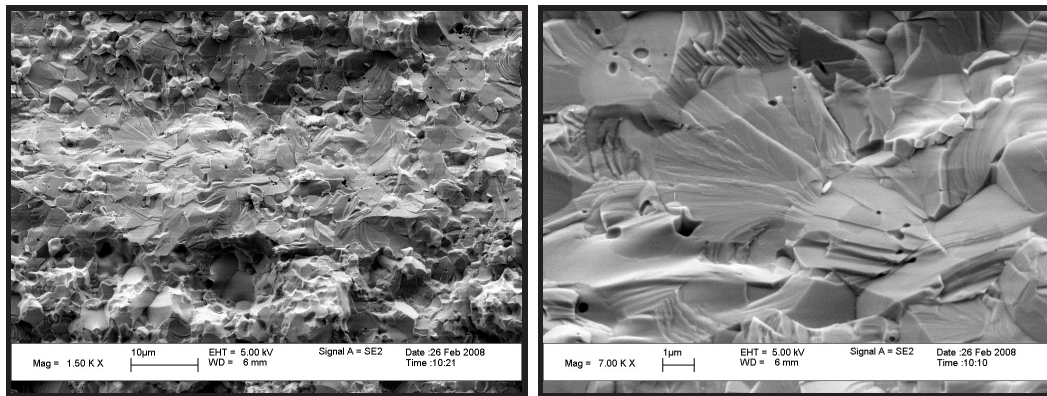 10µm
EHT = 5.00 kV
Signal A = SE2
Date :26 Feb 2008
Mag = 1.50 K X
WD = 6 mm
Time :10:21
1µm
EHT = 5.00 kV
Signal A = SE2
Date :26 Feb 2008
Mag = 7.00 K X
WD = 6 mm
Time :10:10